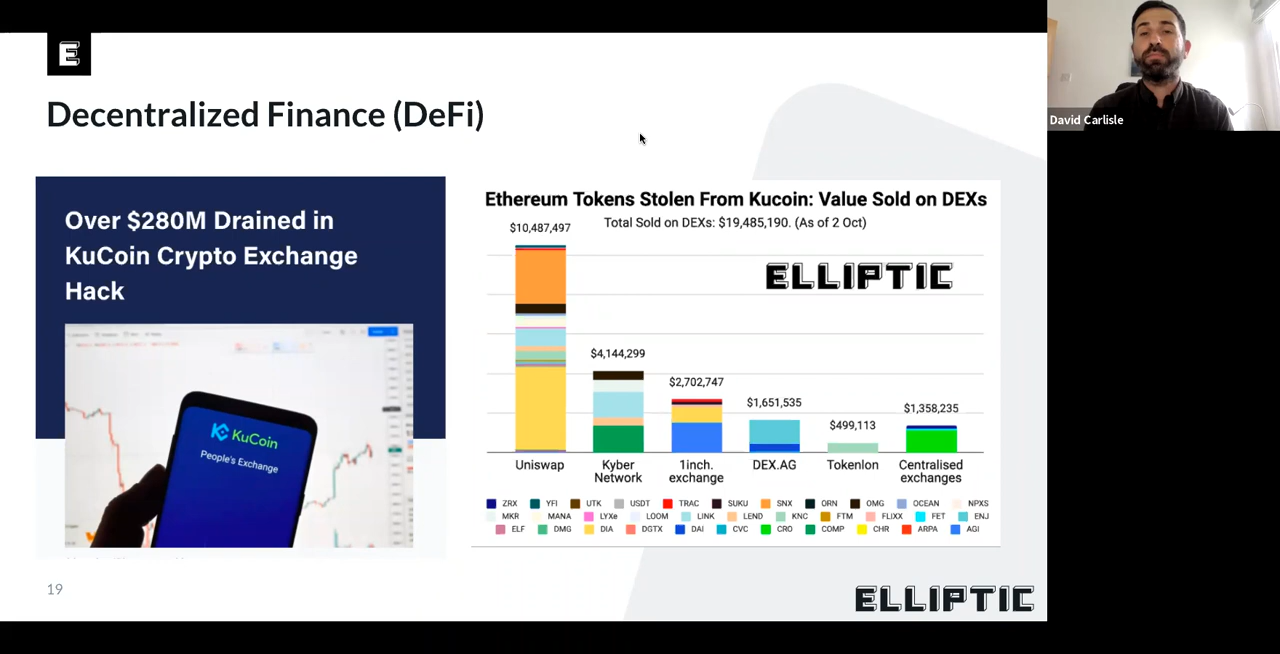 E
Decentralized Finance (DeFi)
Over $280M Drained in
KuCoin Crypto Exchange
Hack
KuCoin
People's Exchange
Ethereum Tokens Stolen From Kucoin: Value Sold on DEXs
Total Sold on DEXs: $19,485,190. (As of 2 Oct)
ELLIPTIC
$10,487,497
$4,144,299
$2,702,747
$1,651,535
$499,113
$1,358,235
Uniswap
Kyber
Network
1inch.
exchange
DEX.AG
Tokenlon
Centralised
exchanges
ZRX YFI UTK USDT TRAC SUKU SNX ORN OMG OCEAN NPXS
MKR MANA LYXe LOOM LINK LEND KNC FTM FLIXX FET ENJ
ELF DMG DIA DGTX DAI CVC CRO COMP CHR ARPA AGI
19
ELLIPTIC
David Carlisle